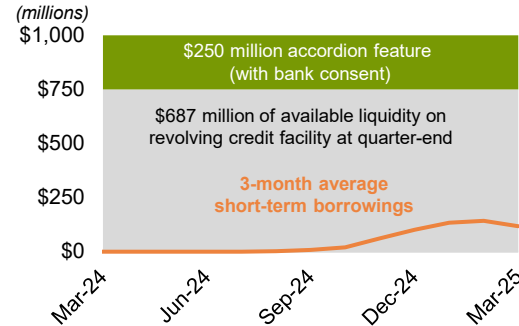 (millions)
$1,000
$250 million accordion feature
(with bank consent)
$750
$687 million of available liquidity on
revolving credit facility at quarter-end
$500
3-month average
short-term borrowings
$250
$0
Mar-24
Jun-24
Sep-24
Dec-24
Mar-25